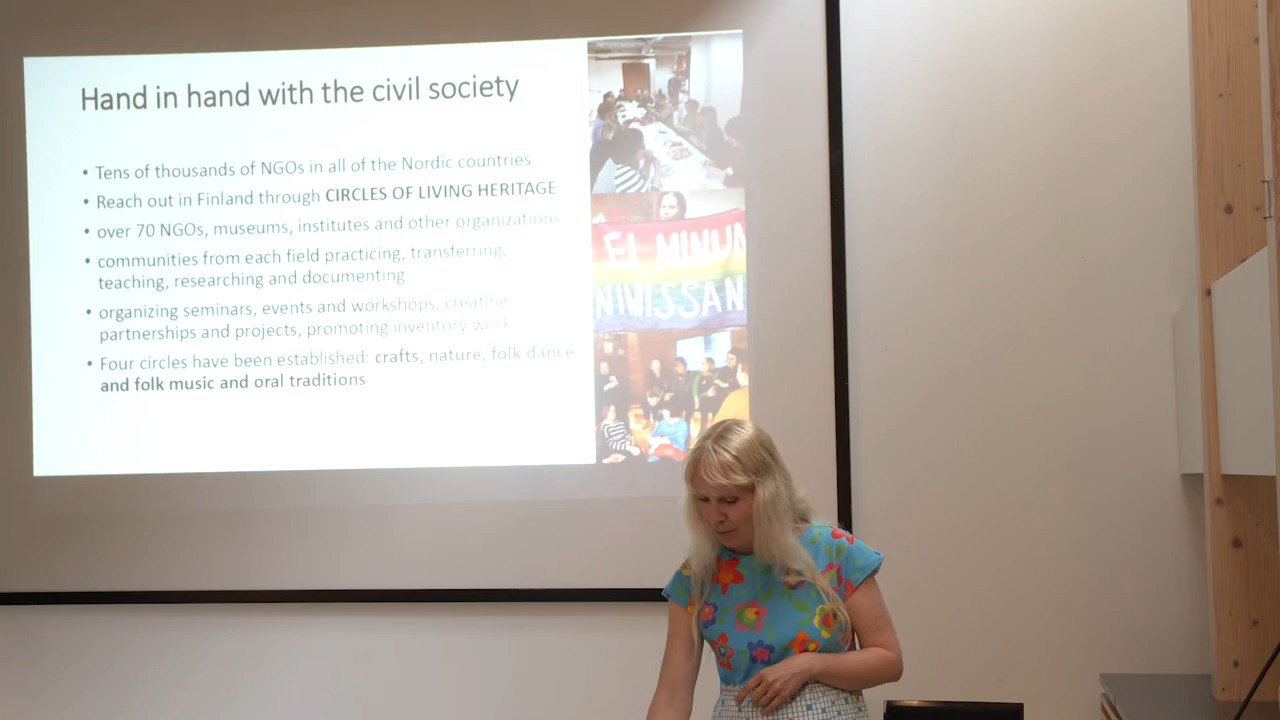 Hand in hand with the civil society
• Tens of thousands of NGOs in all of the Nordic countries
• Reach out in Finland through CIRCLES OF LIVING HERITAGE
• over 70 NGOs, museums, institutes and other organizations
• communities from each field practicing, transferring,
teaching, researching and documenting
• organizing seminars, events and workshops, creating
partnerships and projects, promoting inventory work
• Four circles have been established: crafts, nature, folk dance
and folk music and oral traditions
EI MINUN
NIMISSÄN